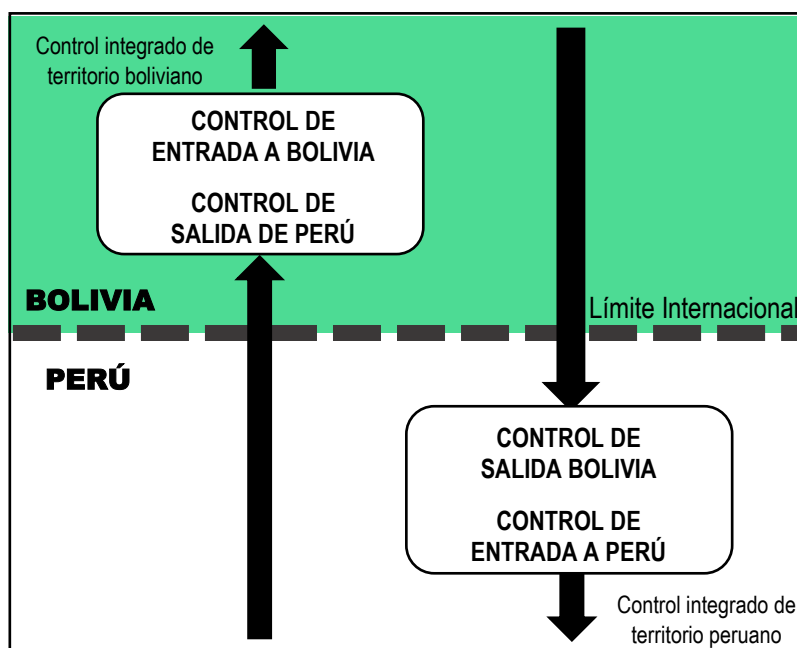 Control integrado de
territorio boliviano
CONTROL DE
ENTRADA A BOLIVIA
CONTROL DE
SALIDA DE PERÚ
BOLIVIA
Límite Internacional
PERÚ
CONTROL DE
SALIDA BOLIVIA
CONTROL DE
ENTRADA A PERÚ
Control integrado de
territorio peruano